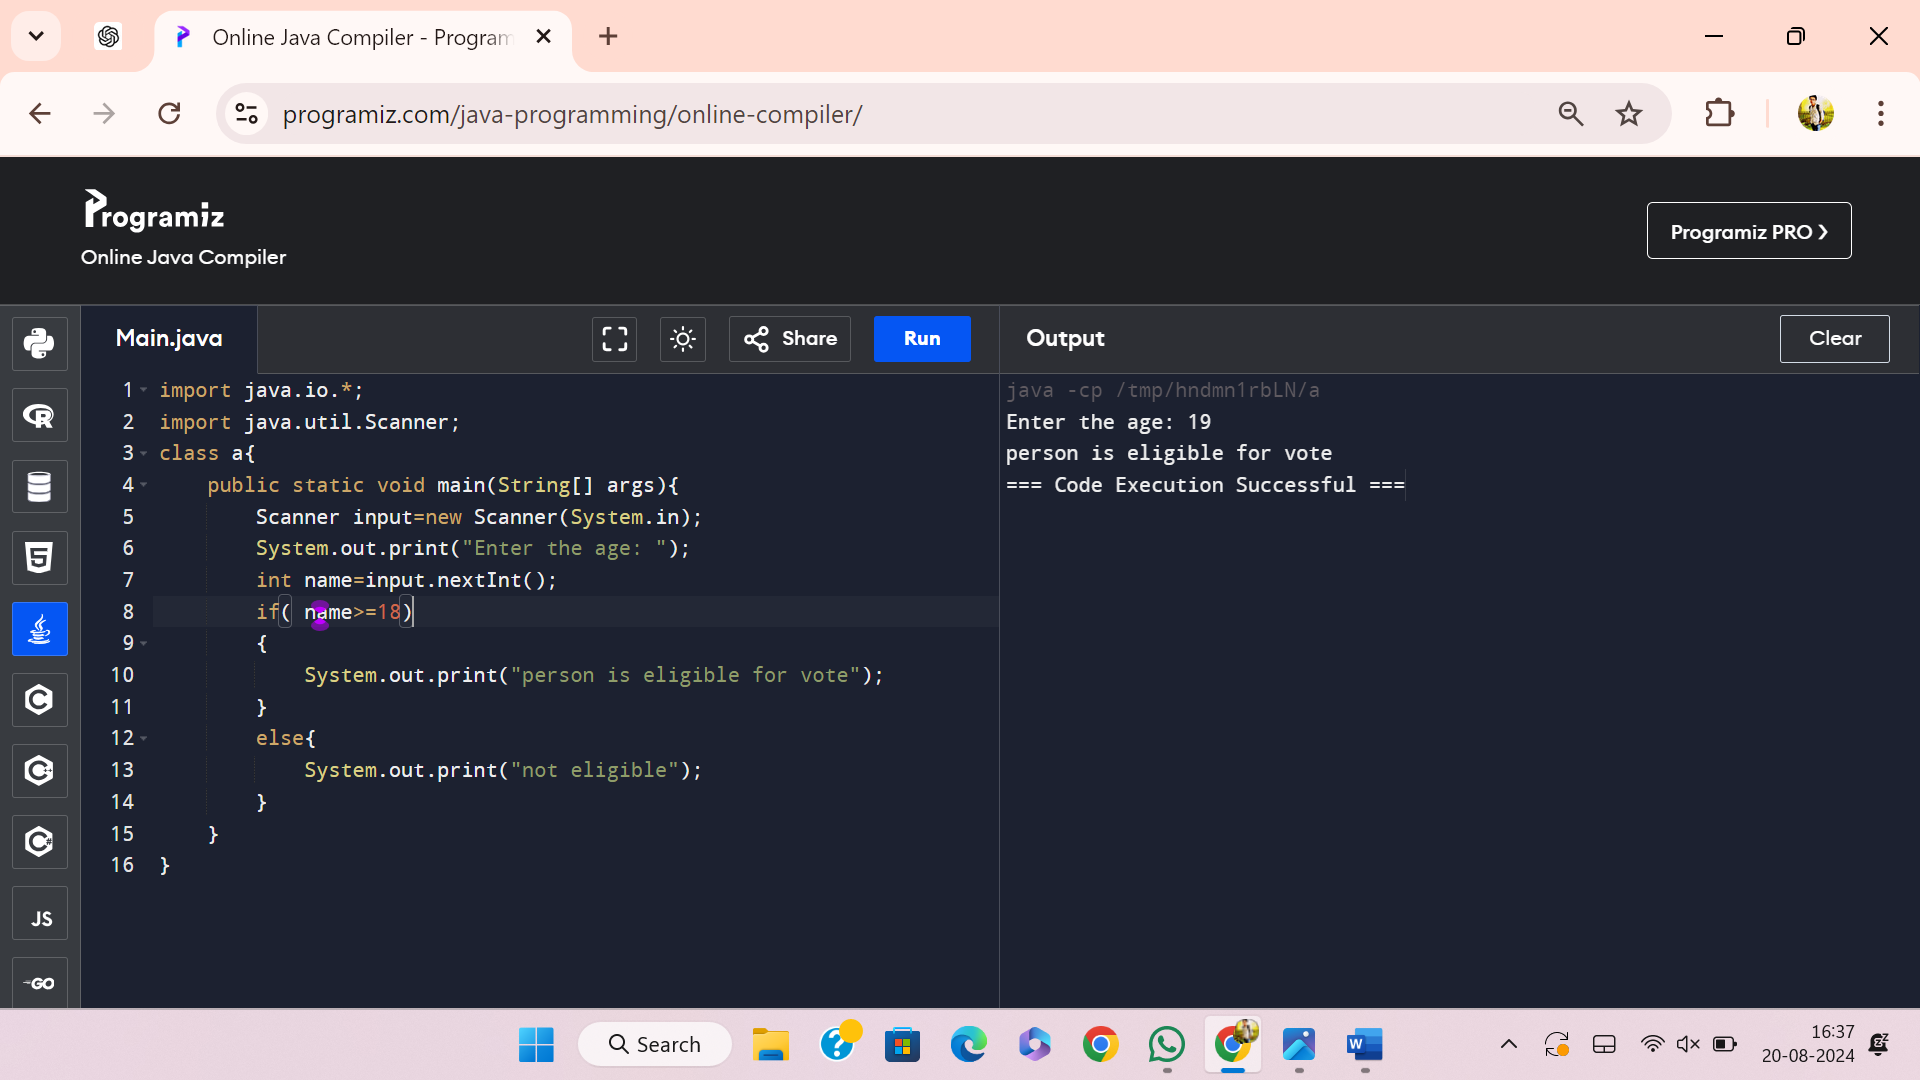 Online Java Compiler - Program
programiz.com/java-programming/online-compiler/
Programiz
Online Java Compiler
Programiz PRO ❯
Main.java
Share
Run
Output
Clear
1 import java.io.*;
2 import java.util.Scanner;
3 class a{
4     public static void main(String[] args){
5         Scanner input=new Scanner(System.in);
6         System.out.print("Enter the age: ");
7         int name=input.nextInt();
8         if( name>=18)
9         {
10             System.out.print("person is eligible for vote");
11         }
12         else{
13             System.out.print("not eligible");
14         }
15     }
16 }
java -cp /tmp/hndmn1rbLN/a
Enter the age: 19
person is eligible for vote
=== Code Execution Successful ===
R
5
C
C
C
JS
GO
Search
W
16:37
20-08-2024